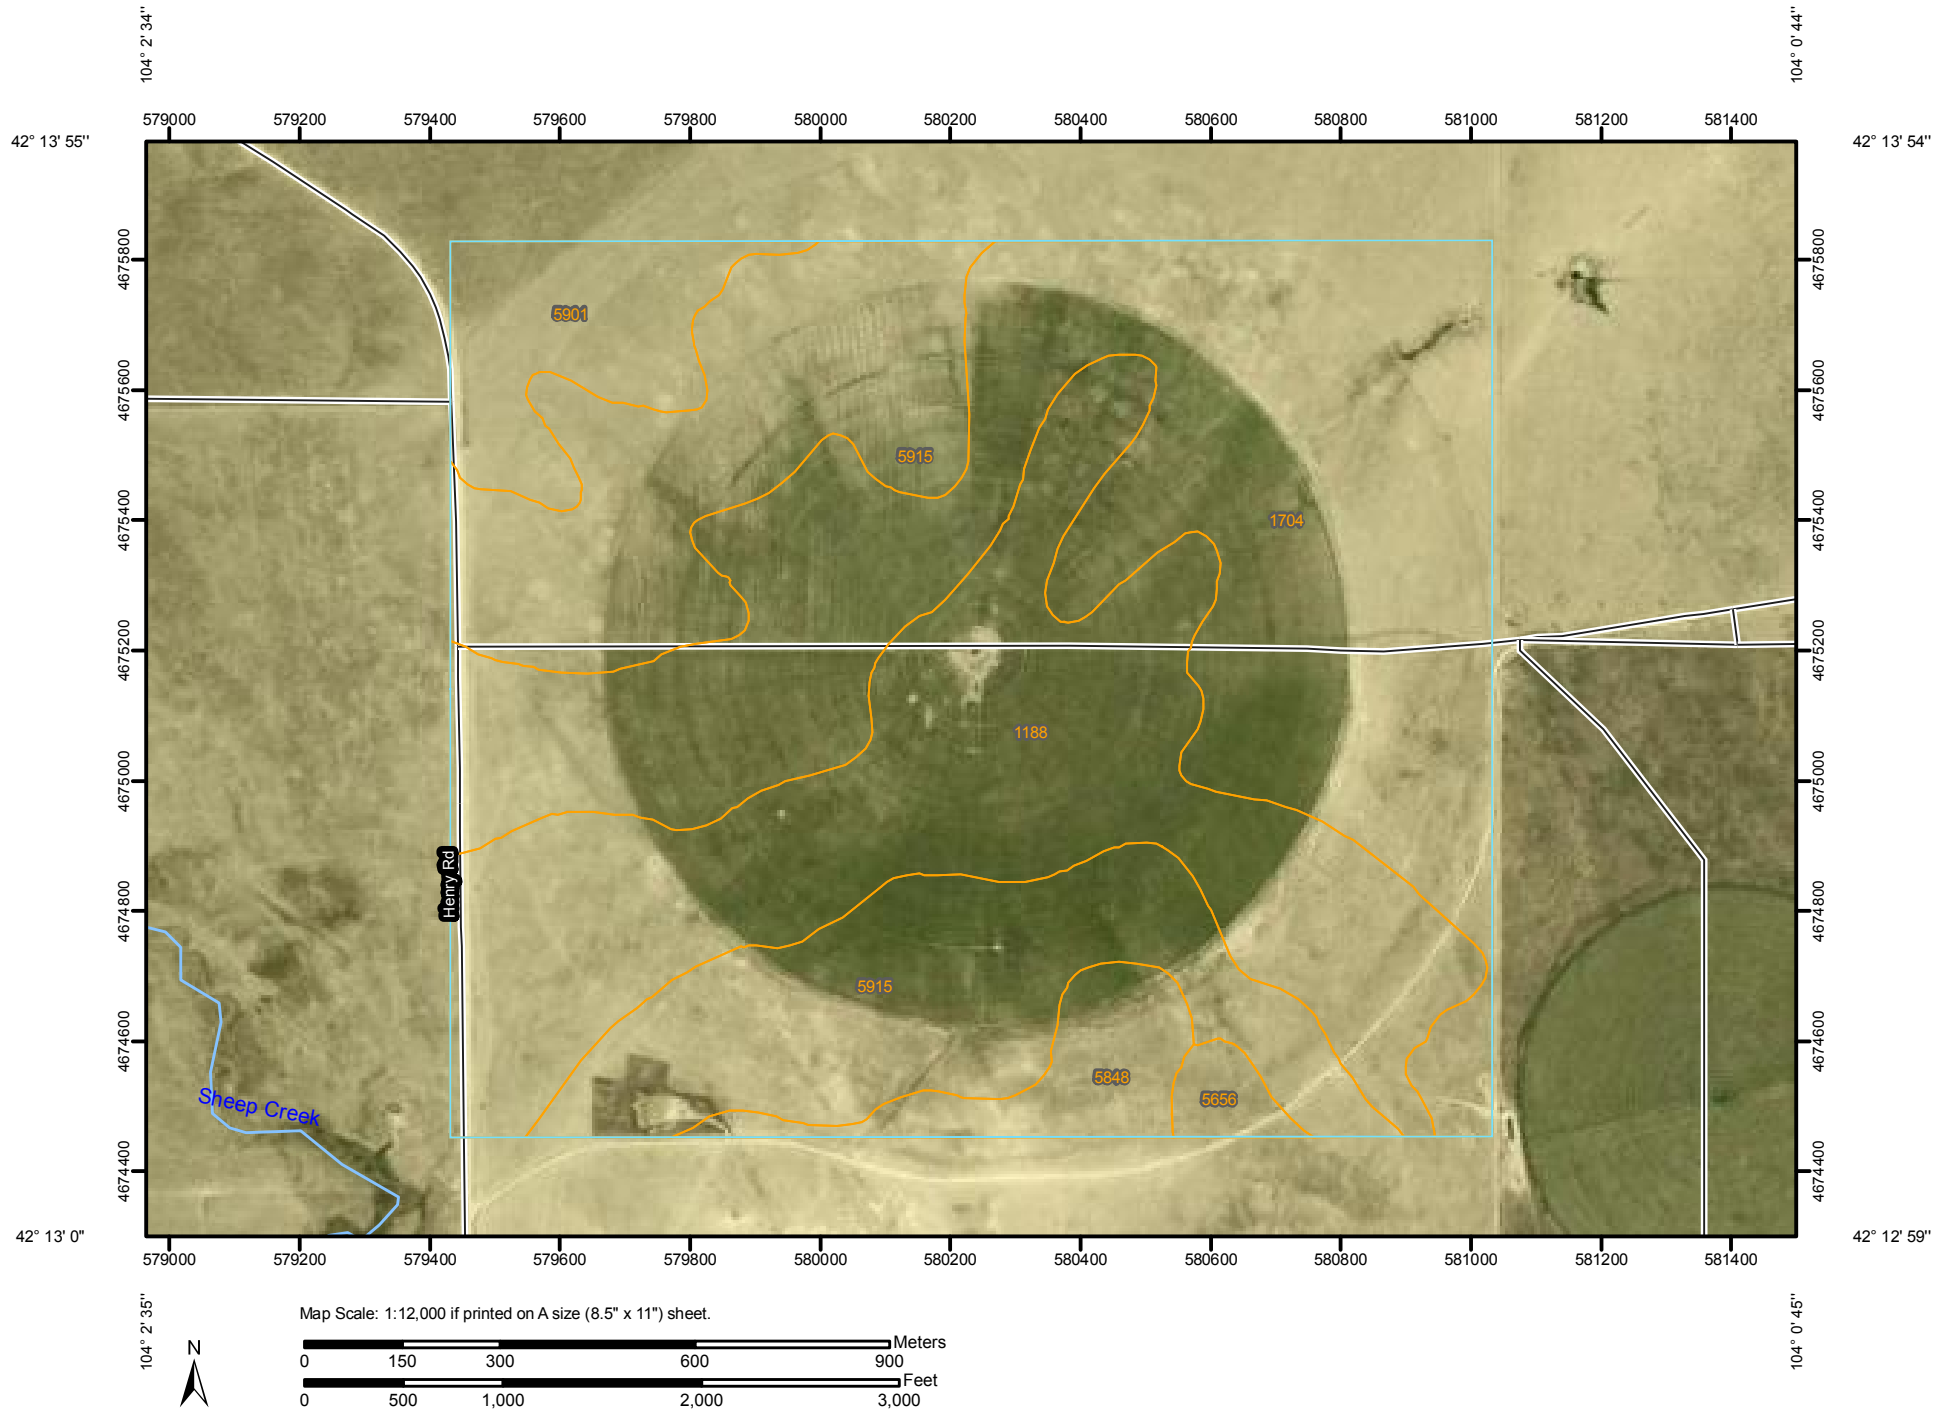 104° 2' 34''
104° 0' 44''
579000 579200 579400 579600 579800 580000 580200 580400 580600 580800 581000 581200 581400
42° 13' 55''
42° 13' 54''
4675800
4675800
5901
4675600
4675600
5915
4675400
1704
4675400
4675200
4675200
1188
4675000
4675000
Henry Rd
4674800
4674800
5915
4674600
4674600
5848
5656
Sheep Creek
4674400
4674400
42° 13' 0''
42° 12' 59''
579000 579200 579400 579600 579800 580000 580200 580400 580600 580800 581000 581200 581400
104° 2' 35''
104° 0' 45''
Map Scale: 1:12,000 if printed on A size (8.5" x 11") sheet.
N
Meters
0 150 300 600 900
Feet
0 500 1,000 2,000 3,000